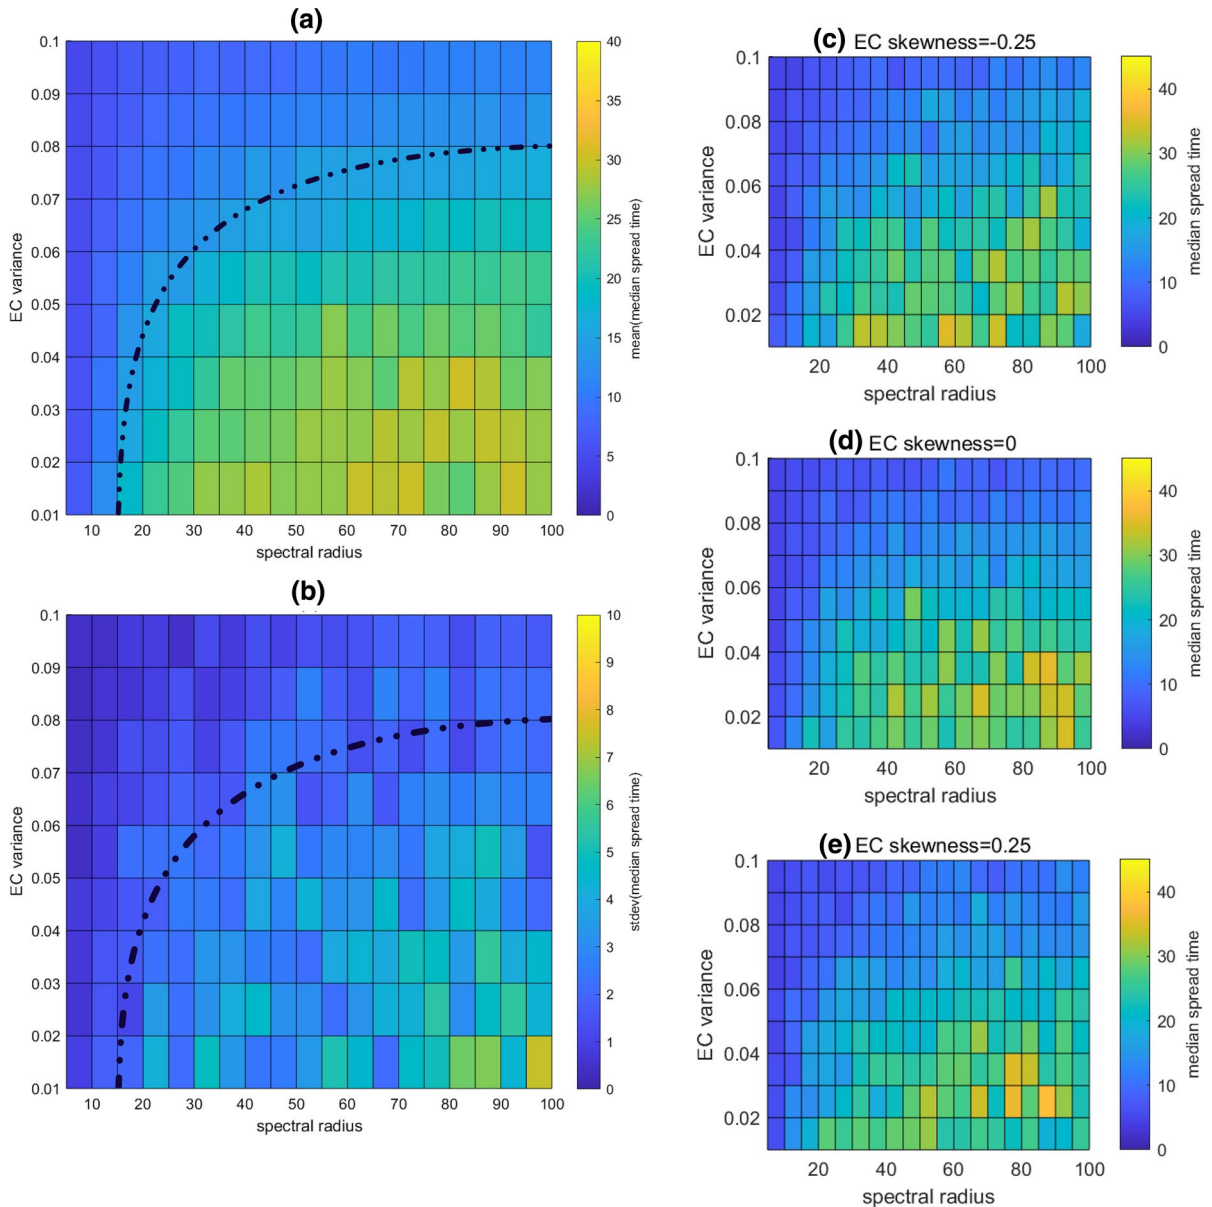 (a)
0.1
0.09
0.08
0.07
0.06
0.05
0.04
0.03
0.02
0.01
EC variance
10 20 30 40 50 60 70 80 90 100
spectral radius
40
35
30
25
20
15
10
5
0
mean(median spread time)
(b)
0.1
0.09
0.08
0.07
0.06
0.05
0.04
0.03
0.02
0.01
EC variance
10 20 30 40 50 60 70 80 90 100
spectral radius
10
9
8
7
6
5
4
3
2
1
0
stdev(median spread time)
(c) EC skewness=-0.25
0.1
0.08
0.06
0.04
0.02
EC variance
20 40 60 80 100
spectral radius
40
30
20
10
0
median spread time
(d) EC skewness=0
0.1
0.08
0.06
0.04
0.02
EC variance
20 40 60 80 100
spectral radius
40
30
20
10
0
median spread time
(e) EC skewness=0.25
0.1
0.08
0.06
0.04
0.02
EC variance
20 40 60 80 100
spectral radius
40
30
20
10
0
median spread time